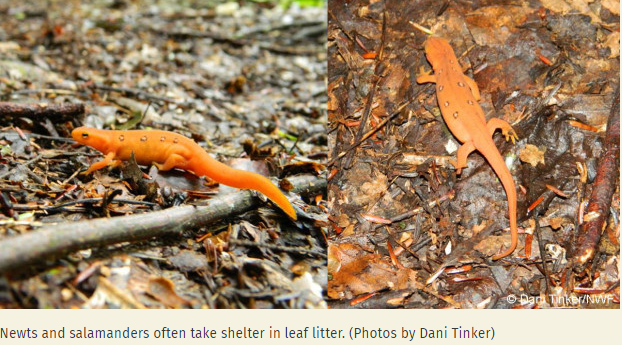 © Dani Tinker/NWF
Newts and salamanders often take shelter in leaf litter. (Photos by Dani Tinker)